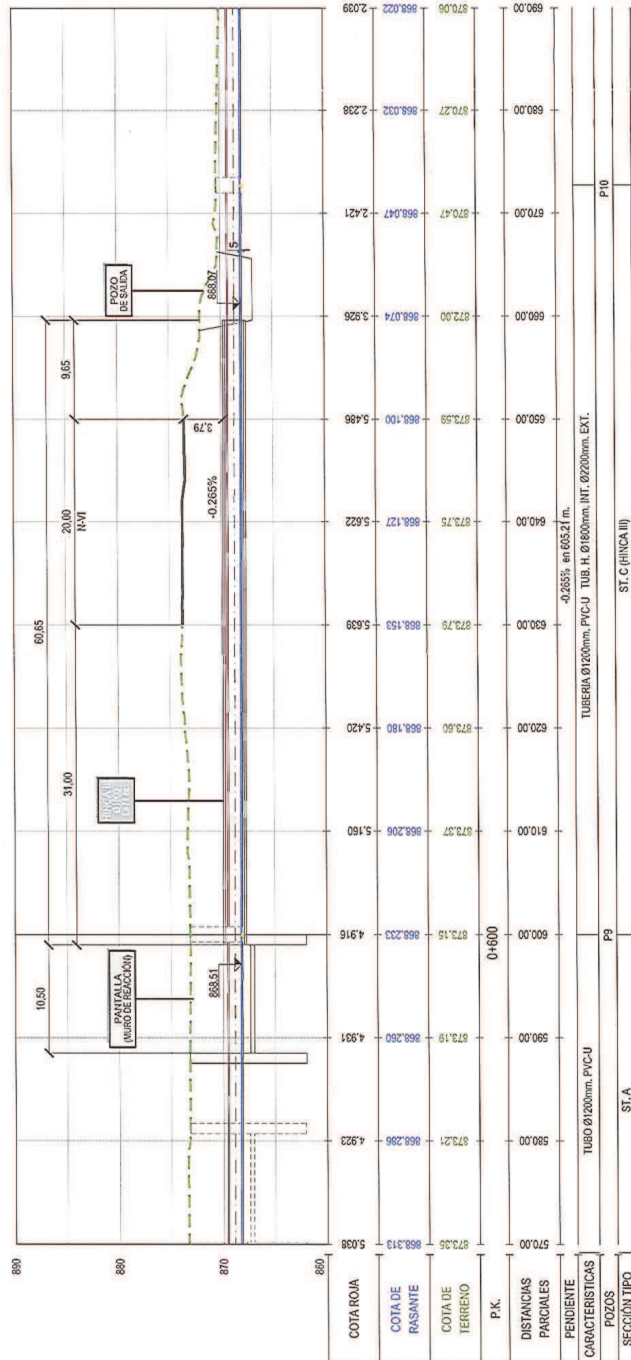 60,65
10,50
31,00
20,00
N-VI
9,65
PANTALLA
(MURO DE REACCIÓN)
POZO
DE SALIDA
868.51
868.07
3,79
-0.265%
5
1
890
880
870
860
COTA ROJA 5.038 4.923 4.931 4.916 5.160 5.420 5.639 5.622 5.486 3.926 2.421 2.238 2.039
COTA DE
RASANTE 868.313 868.286 868.260 868.233 868.206 868.180 868.153 868.127 868.100 868.074 868.047 868.032 868.022
COTA DE
TERRENO 873.35 873.21 873.19 873.15 873.37 873.60 873.79 873.75 873.59 872.00 870.47 870.27 870.06
P.K. 0+600
DISTANCIAS
PARCIALES 570.00 580.00 590.00 600.00 610.00 620.00 630.00 640.00 650.00 660.00 670.00 680.00 690.00
PENDIENTE -0.265% en 605.21 m.
CARACTERISTICAS TUBO Ø1200mm. PVC-U TUBERIA Ø1200mm. PVC-U TUB. H. Ø1800mm. INT. Ø2200mm. EXT.
POZOS P9 P10
SECCIÓN TIPO ST. A ST. C (HINCA III)